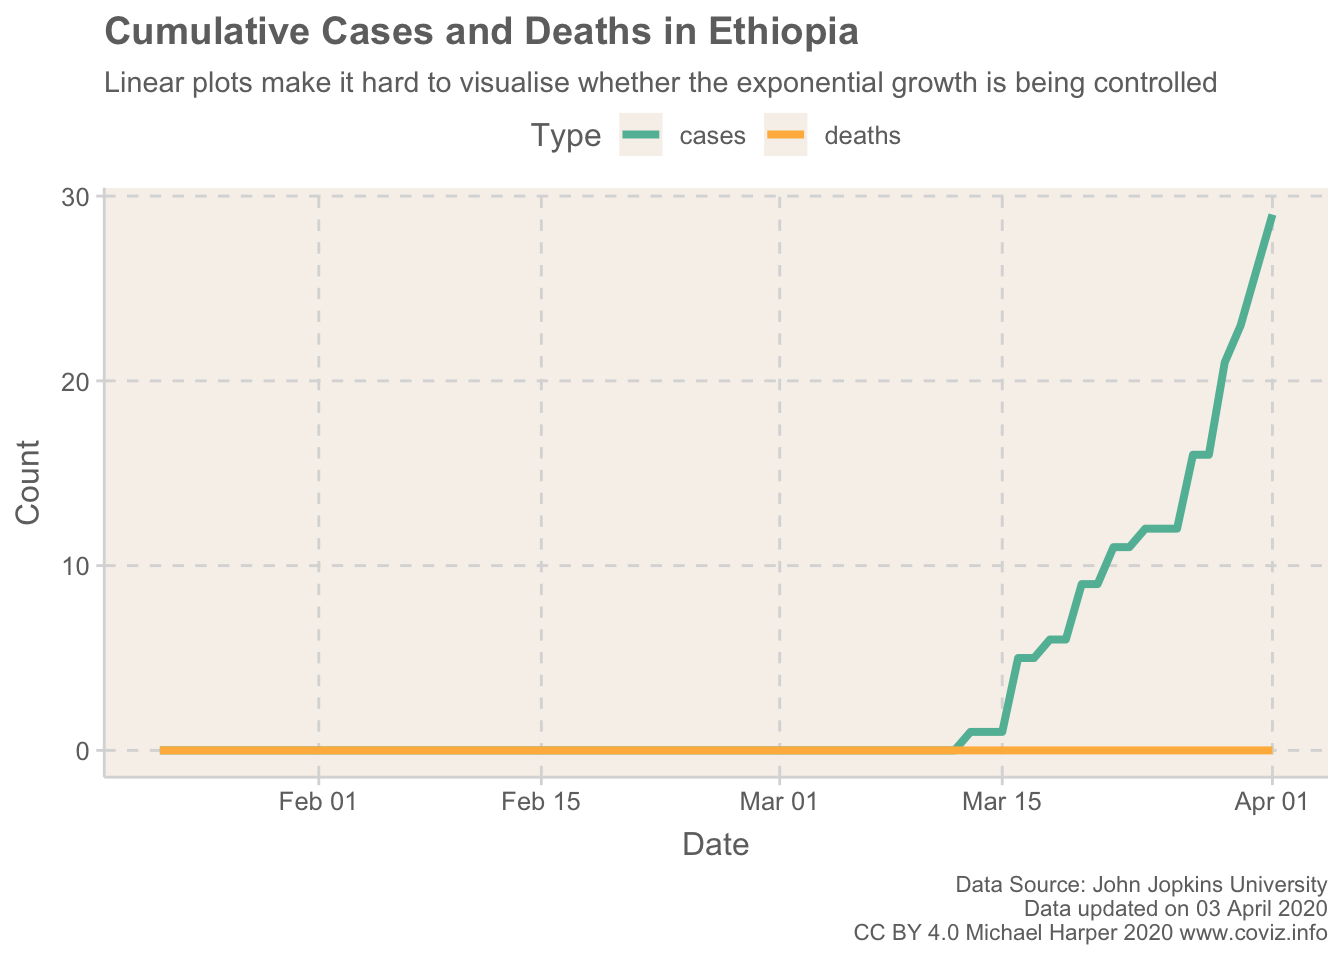 Cumulative Cases and Deaths in Ethiopia
Linear plots make it hard to visualise whether the exponential growth is being controlled
Type cases deaths
30
20
10
0
Count
Feb 01 Feb 15 Mar 01 Mar 15 Apr 01
Date
Data Source: John Jopkins University
Data updated on 03 April 2020
CC BY 4.0 Michael Harper 2020 www.coviz.info